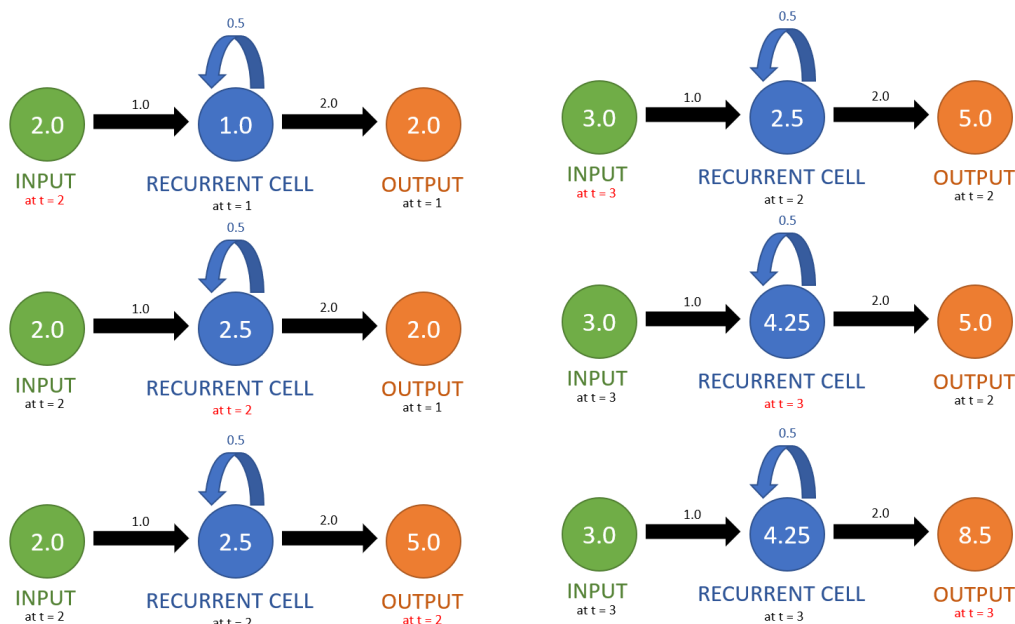 0.5
1.0
2.0
2.0
1.0
2.0
INPUT
RECURRENT CELL
OUTPUT
at t = 2
at t = 1
at t = 1
0.5
1.0
2.0
2.0
2.5
2.0
INPUT
RECURRENT CELL
OUTPUT
at t = 2
at t = 2
at t = 1
0.5
1.0
2.0
2.0
2.5
5.0
INPUT
RECURRENT CELL
OUTPUT
at t = 2
at t = 2
at t = 2
0.5
1.0
2.0
3.0
2.5
5.0
INPUT
RECURRENT CELL
OUTPUT
at t = 3
at t = 2
at t = 2
0.5
1.0
2.0
3.0
4.25
5.0
INPUT
RECURRENT CELL
OUTPUT
at t = 3
at t = 3
at t = 2
0.5
1.0
2.0
3.0
4.25
8.5
INPUT
RECURRENT CELL
OUTPUT
at t = 3
at t = 3
at t = 3